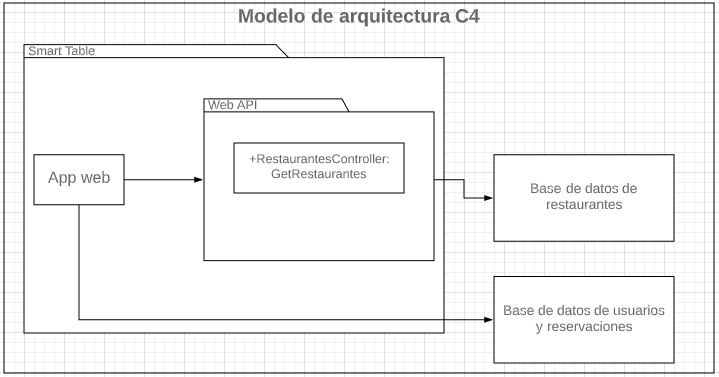 Modelo de arquitectura C4
Smart Table
Web API
+RestaurantesController:
GetRestaurantes
App web
Base de datos de
restaurantes
Base de datos de usuarios
y reservaciones